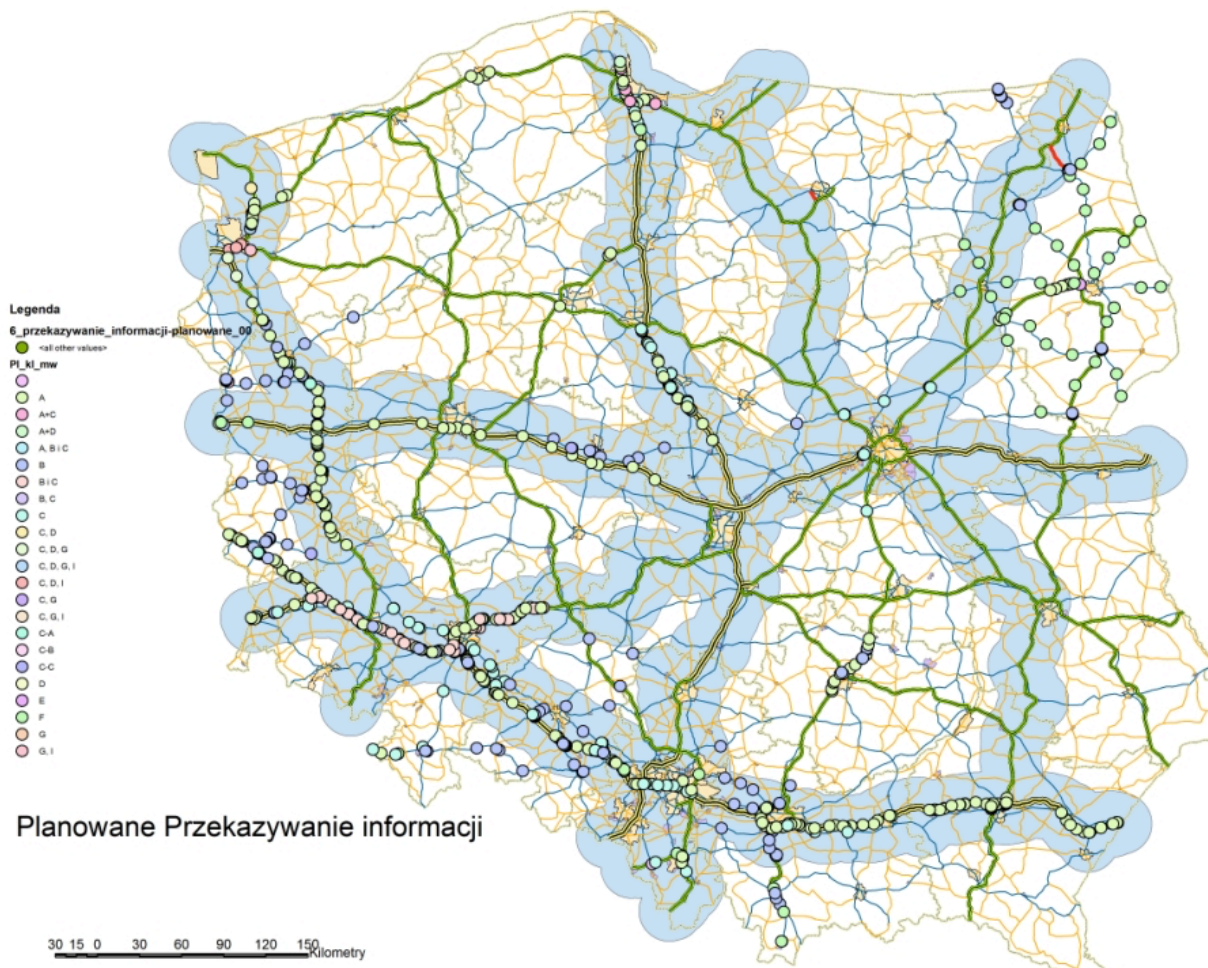 Legenda
6_przekazywanie_informacji-planowane_00
<all other values>
Pl_kl_mw
A
A+C
A+D
A, B i C
B
B i C
B, C
C
C, D
C, D, G
C, D, G, I
C, D, I
C, G
C, G, I
C-A
C-B
C-C
D
E
F
G
G, I
Planowane Przekazywanie informacji
30 15 0 30 60 90 120 150
Kilometry